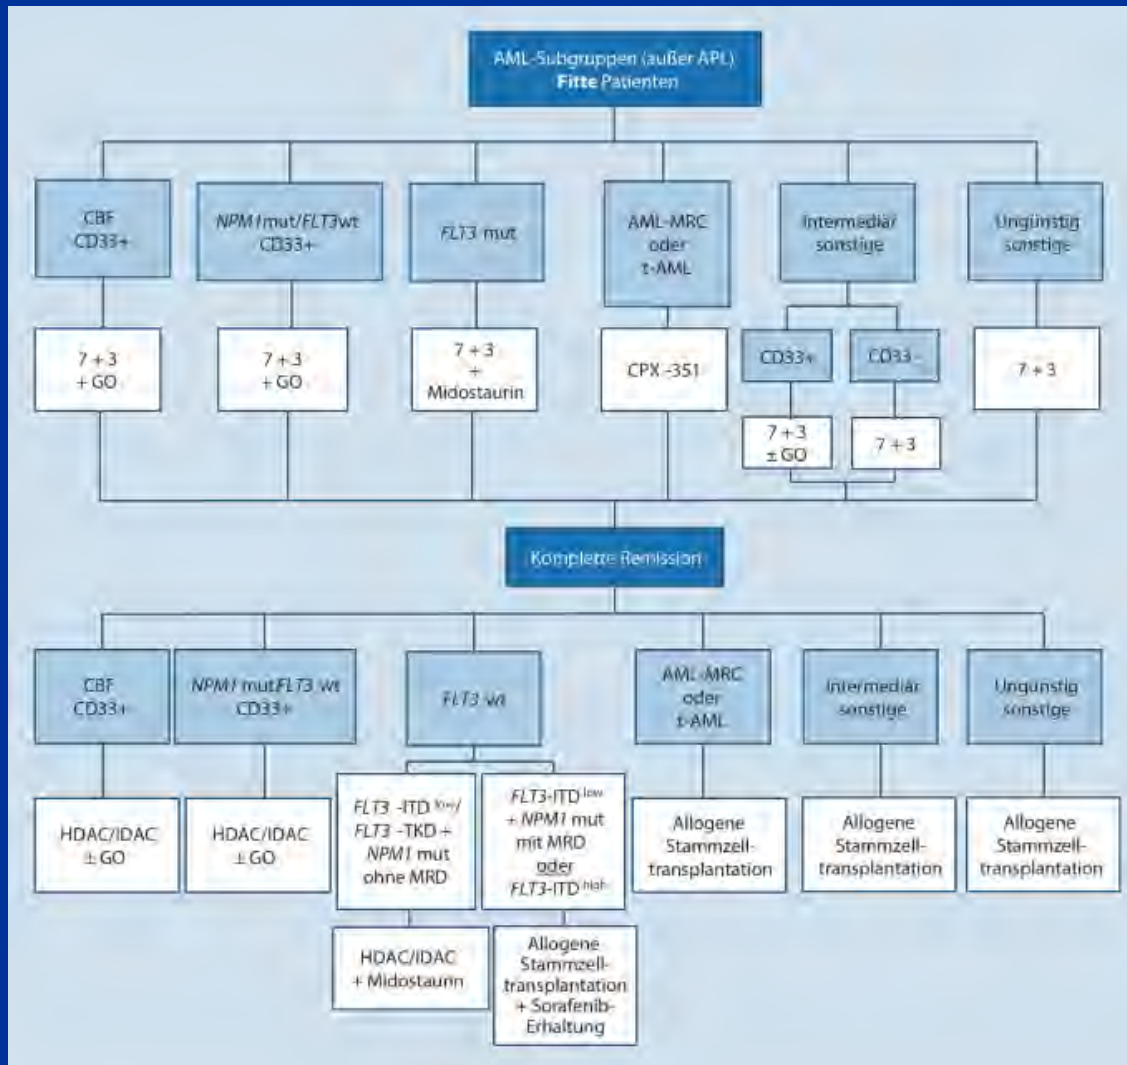 AML-Subgruppen (außer APL)
Fitte Patienten
CBF
CD33+
NPM1mut/FLT3wt
CD33+
FLT3 mut
AML-MRC
oder
t-AML
Intermediär
sonstige
Ungünstig
sonstige
7 + 3
+ GO
7 + 3
+ GO
7 + 3
+
Midostaurin
CPX -351
CD33+
CD33 -
7 + 3
7 + 3
± GO
7 + 3
Komplette Remission
CBF
CD33+
NPM1 mutFLT3 wt
CD33+
FLT3 wt
AML-MRC
oder
t-AML
Intermediär
sonstige
Ungünstig
sonstige
HDAC/IDAC
± GO
HDAC/IDAC
± GO
FLT3 -ITD low/
FLT3 -TKD +
NPM1 mut
ohne MRD
FLT3-ITD low
+ NPM1 mut
mit MRD
oder
FLT3-ITD high
Allogene
Stammzell-
transplantation
Allogene
Stammzell-
transplantation
Allogene
Stammzell-
transplantation
HDAC/IDAC
+ Midostaurin
Allogene
Stammzell-
transplantation
+ Sorafenib-
Erhaltung